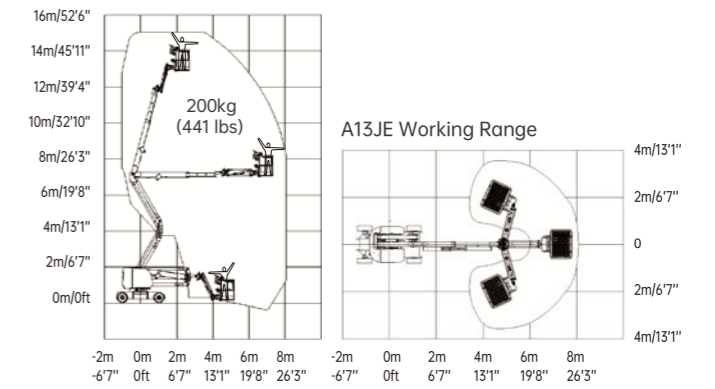 16m/52'6"
14m/45'11"
12m/39'4"
10m/32'10"
8m/26'3"
6m/19'8"
4m/13'1"
2m/6'7"
0m/0ft
200kg
(441 lbs)
-2m 0m 2m 4m 6m 8m
-6'7" 0ft 6'7" 13'1" 19'8" 26'3"
A13JE Working Range
4m/13'1"
2m/6'7"
0
2m/6'7"
4m/13'1"
-2m 0m 2m 4m 6m 8m
-6'7" 0ft 6'7" 13'1" 19'8" 26'3"